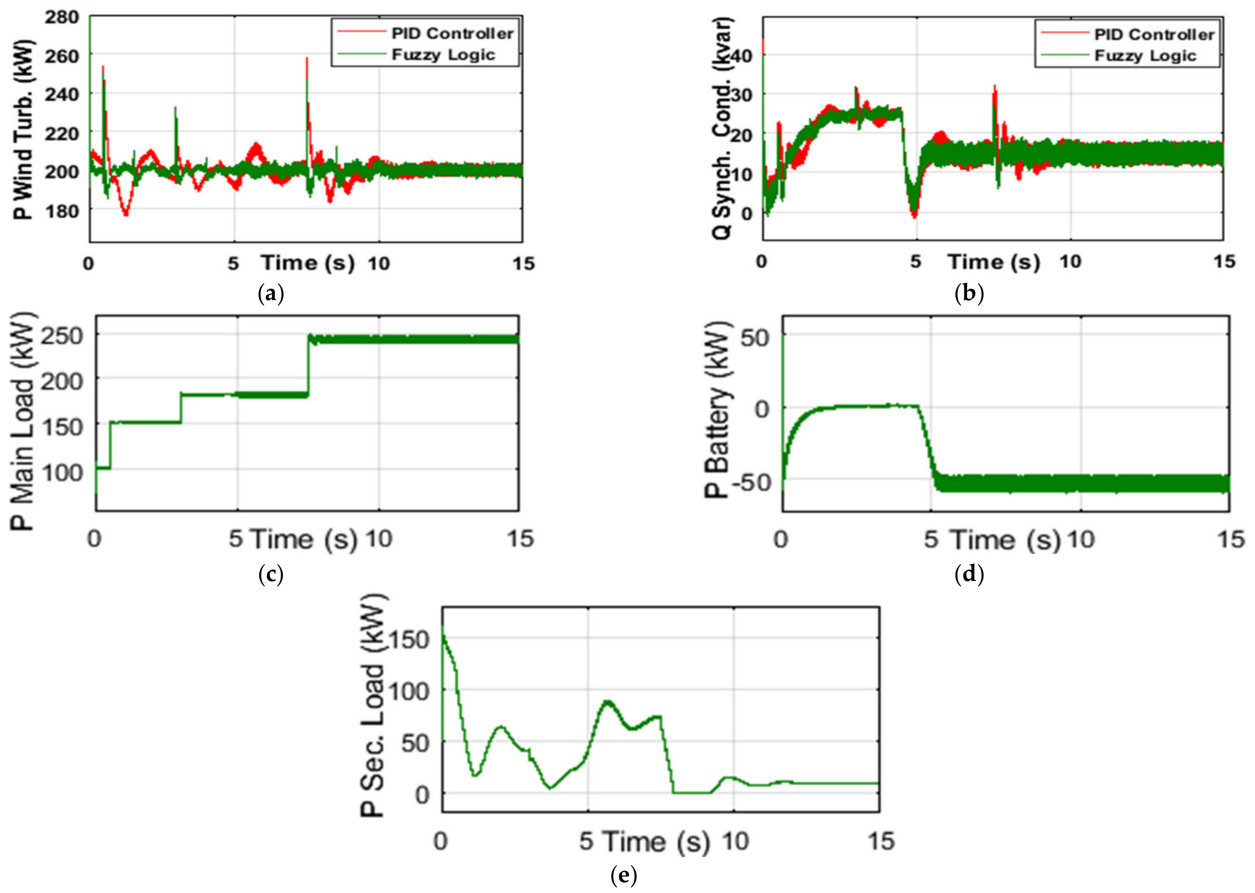 P Wind Turb. (kW)
280
260
240
220
200
180
0
5
10
15
Time (s)
PID Controller
Fuzzy Logic
(a)
Q Synch. Cond. (kvar)
40
30
20
10
0
0
5
10
15
Time (s)
PID Controller
Fuzzy Logic
(b)
P Main Load (kW)
250
200
150
100
0
5
10
15
Time (s)
(c)
P Battery (kW)
50
0
-50
0
5
10
15
Time (s)
(d)
P Sec. Load (kW)
150
100
50
0
0
5
10
15
Time (s)
(e)